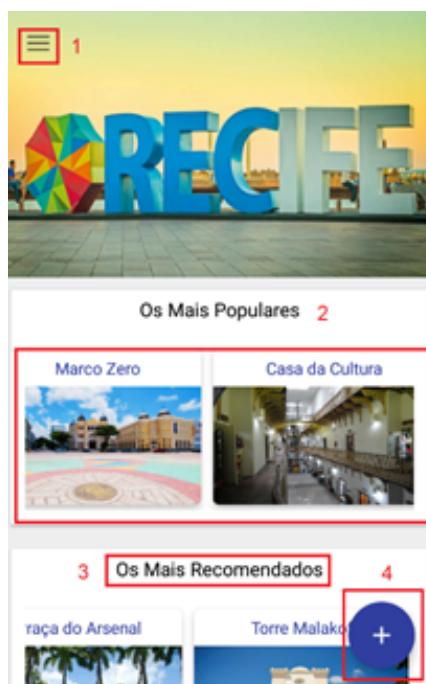 1
RECIFE
Os Mais Populares 2
Marco Zero Casa da Cultura
3 Os Mais Recomendados 4
raça do Arsenal Torre Malako
+